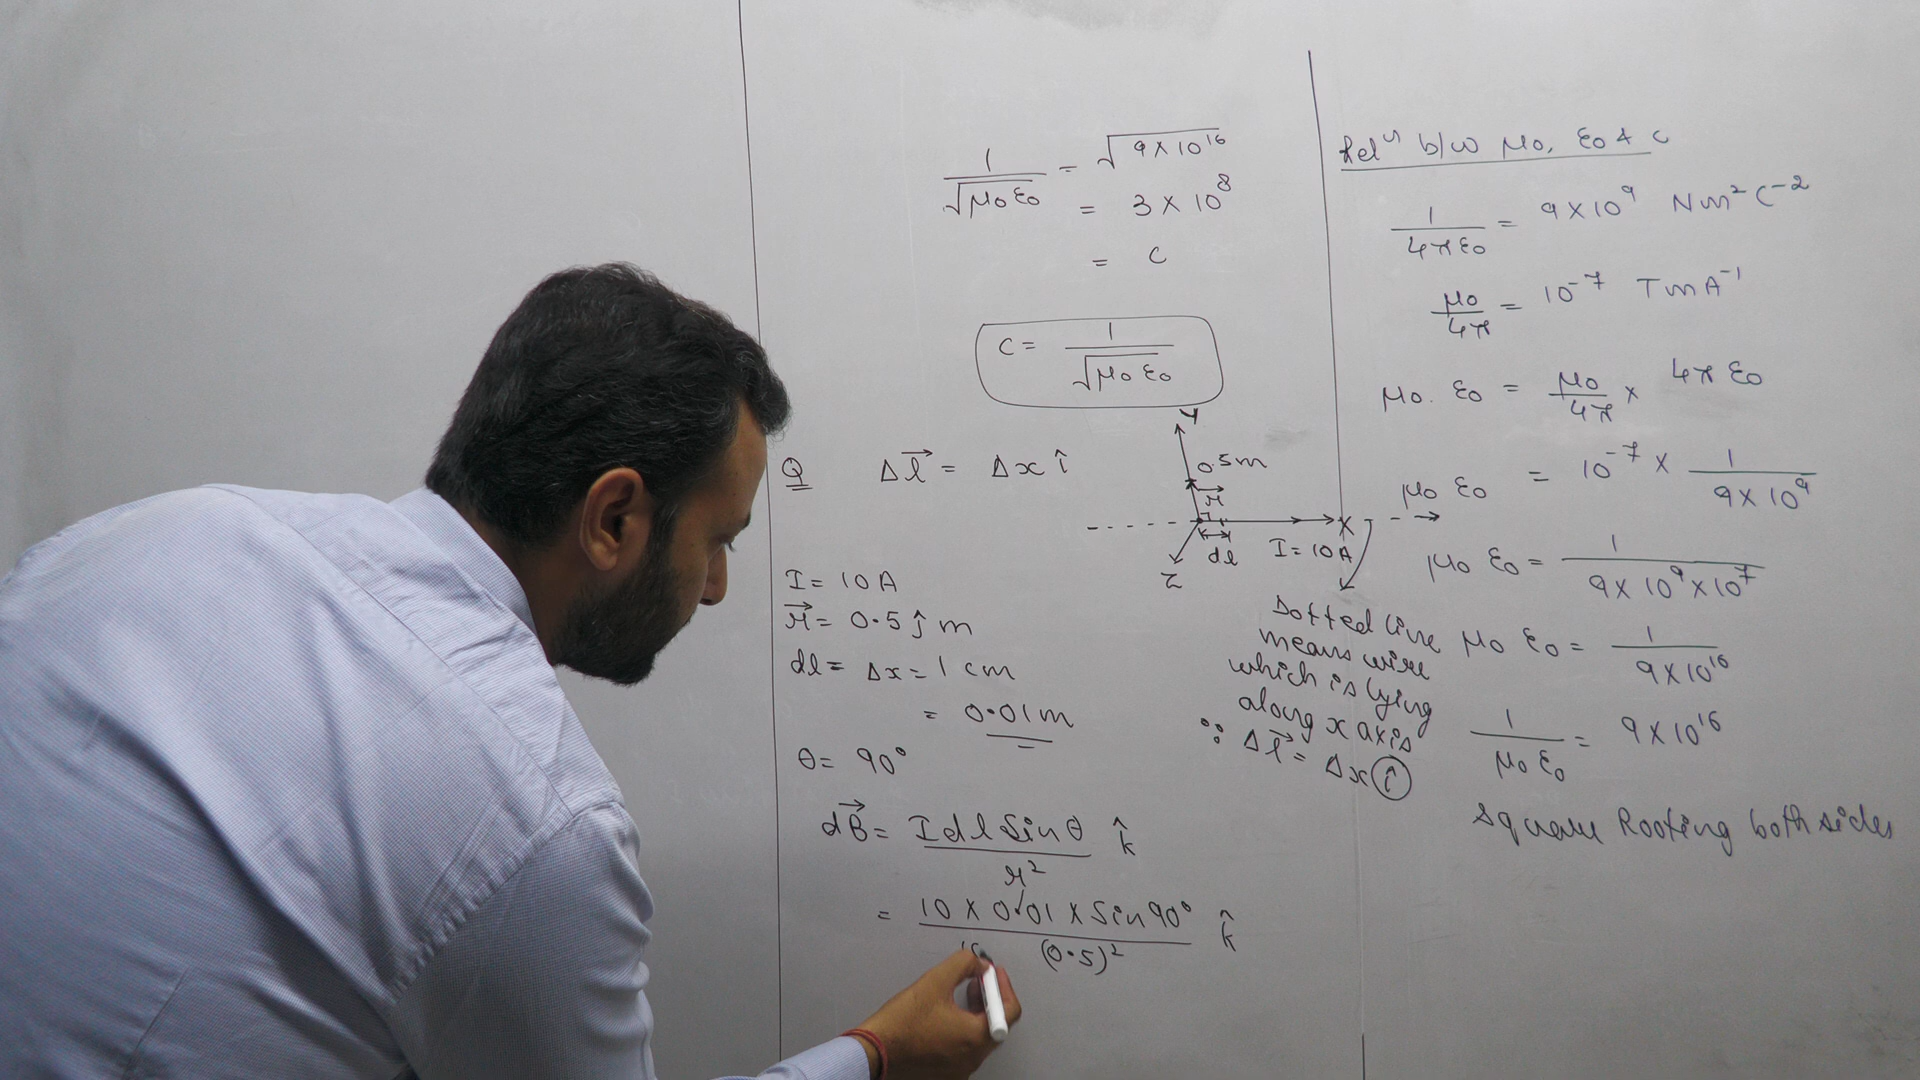 1/√μ₀ε₀ = √9×10¹⁶
= 3 × 10⁸
= c
c = 1/√μ₀ε₀
Q Δl⃗ = Δx î
Y
0.5m
r
dl
I = 10A
X
Z
I = 10A
r⃗ = 0.5 ĵ m
dl = Δx = 1 cm
= 0.01m
θ = 90°
dB⃗ = Idl Sinθ/r² k̂
= 10 × 0.01 × Sin90°/(0.5)² k̂
Dotted line
means wire
which is lying
along x axis
∵ Δl⃗ = Δx î
Relⁿ b/w μ₀, ε₀ & c
1/4πε₀ = 9×10⁹ Nm²C⁻²
μ₀/4π = 10⁻⁷ TmA⁻¹
μ₀. ε₀ = μ₀/4π × 4πε₀
μ₀ ε₀ = 10⁻⁷ × 1/9×10⁹
μ₀ ε₀ = 1/9×10⁹×10⁷
μ₀ ε₀ = 1/9×10¹⁶
1/μ₀ε₀ = 9×10¹⁶
Square Rooting both sides